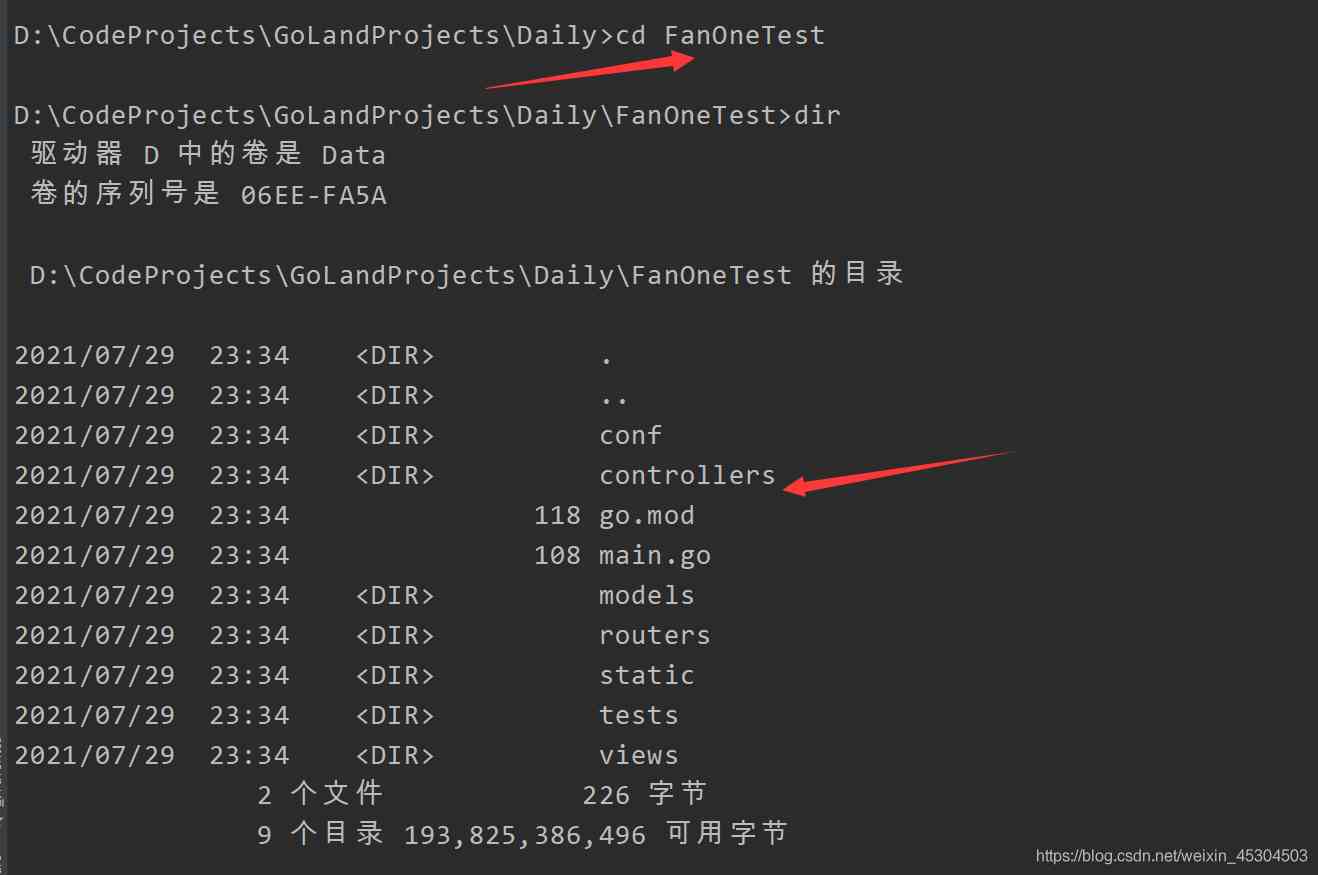 D:\CodeProjects\GoLandProjects\Daily>cd FanOneTest
D:\CodeProjects\GoLandProjects\Daily\FanOneTest>dir
驱动器 D 中的卷是 Data
卷的序列号是 06EE-FA5A
D:\CodeProjects\GoLandProjects\Daily\FanOneTest 的目录
2021/07/29  23:34    <DIR>          .
2021/07/29  23:34    <DIR>          ..
2021/07/29  23:34    <DIR>          conf
2021/07/29  23:34    <DIR>          controllers
2021/07/29  23:34               118 go.mod
2021/07/29  23:34               108 main.go
2021/07/29  23:34    <DIR>          models
2021/07/29  23:34    <DIR>          routers
2021/07/29  23:34    <DIR>          static
2021/07/29  23:34    <DIR>          tests
2021/07/29  23:34    <DIR>          views
2 个文件            226 字节
9 个目录 193,825,386,496 可用字节
https://blog.csdn.net/weixin_45304503